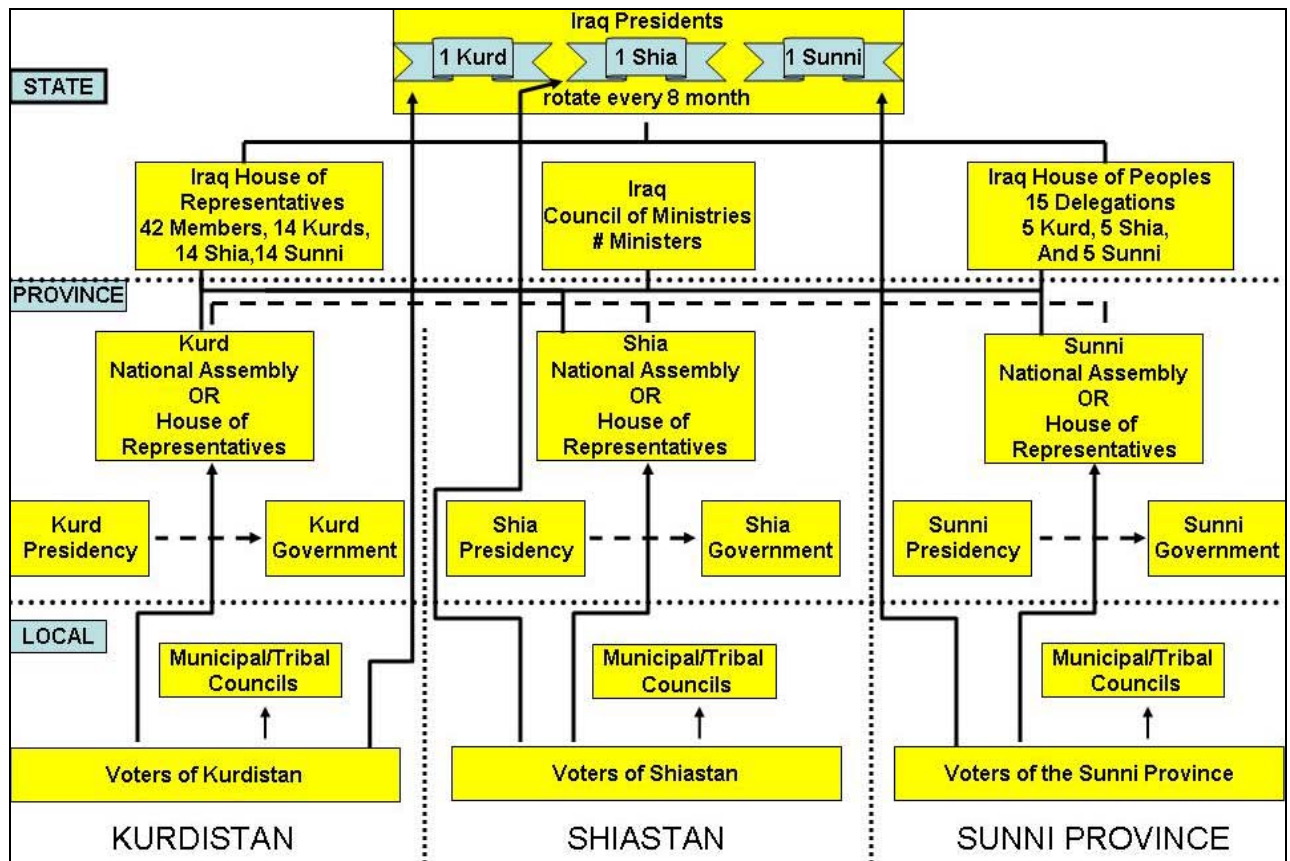 Iraq Presidents
1 Kurd
1 Shia
1 Sunni
rotate every 8 month
STATE
Iraq House of
Representatives
42 Members, 14 Kurds,
14 Shia,14 Sunni
Iraq
Council of Ministries
# Ministers
Iraq House of Peoples
15 Delegations
5 Kurd, 5 Shia,
And 5 Sunni
PROVINCE
Kurd
National Assembly
OR
House of
Representatives
Shia
National Assembly
OR
House of
Representatives
Sunni
National Assembly
OR
House of
Representatives
Kurd
Presidency
Kurd
Government
Shia
Presidency
Shia
Government
Sunni
Presidency
Sunni
Government
LOCAL
Municipal/Tribal
Councils
Municipal/Tribal
Councils
Municipal/Tribal
Councils
Voters of Kurdistan
Voters of Shiastan
Voters of the Sunni Province
KURDISTAN
SHIASTAN
SUNNI PROVINCE